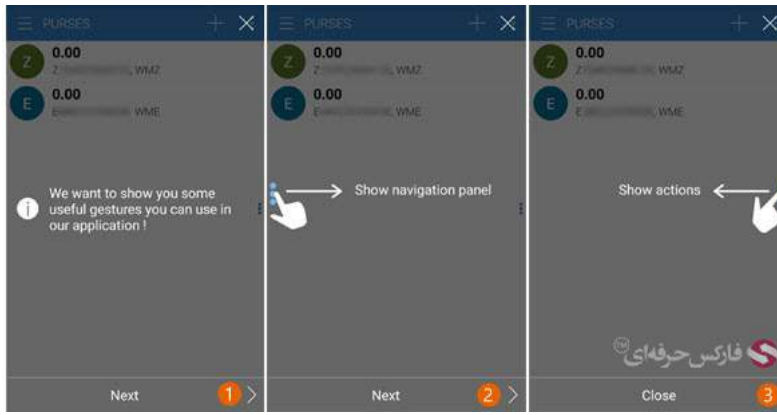 PURSES
0.00
Z, WMZ
0.00
E WME
We want to show you some
useful gestures you can use in
our application !
Next
1
PURSES
0.00
Z, WMZ
0.00
E, WME
Show navigation panel
Next
2
PURSES
0.00
Z, WMZ
0.00
E, WME
Show actions
فارکس حرفه‌ای TM
Close
3